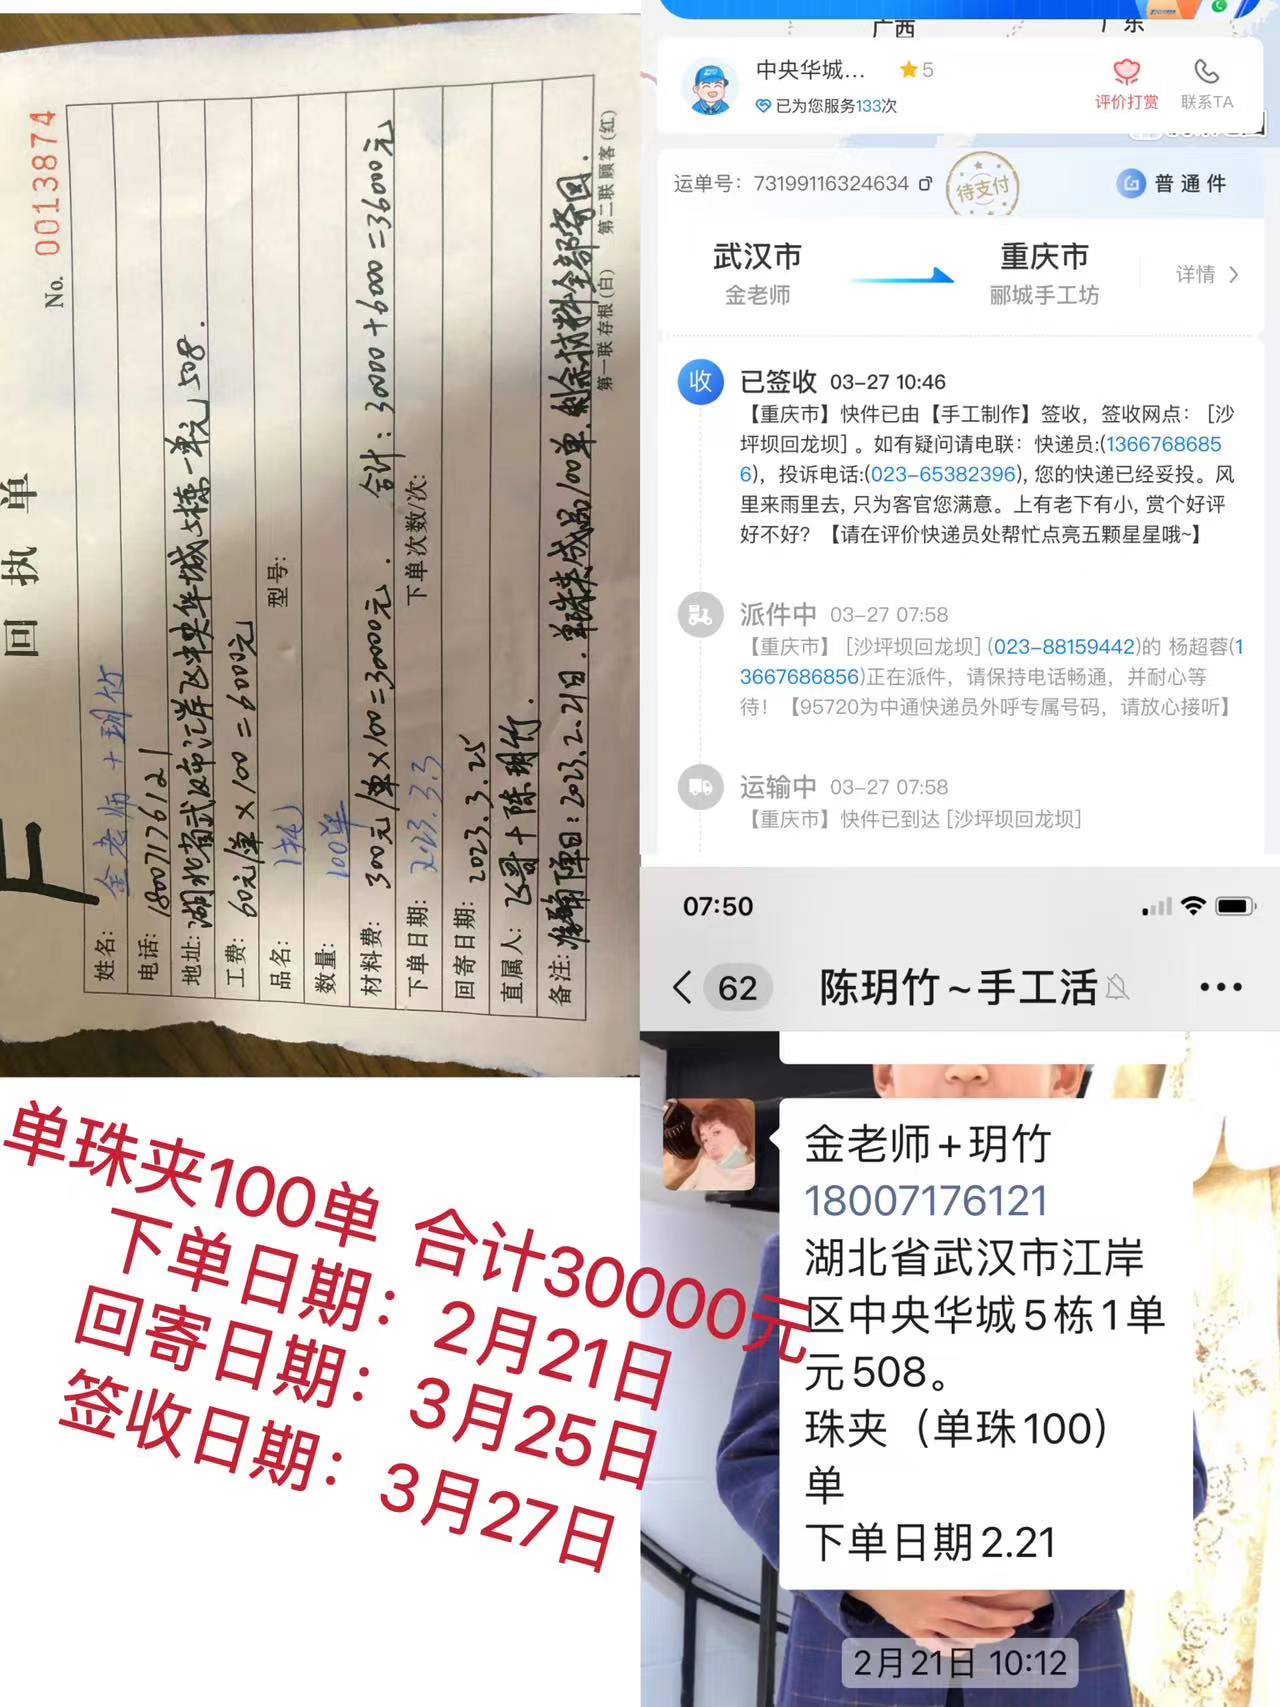 回执单
No. 0013874
姓名: 金老师+玥竹
电话: 18007176121
地址: 湖北省武汉市江岸区中央华城5栋一单元508.
工费: 60元/单×100=6000元
品名: 型号:
数量: 100单
材料费: 300元/单×100=30000元. 合计: 30000+6000=36000元
下单日期: 2023.3.3 下单次数/次:
回寄日期: 2023.3.25
直属人: 飞哥+陈玥竹.
备注: 2023.2.21日.单珠夹成品100单.剩余材料全部寄回.
第一联 存根(白) 第二联 顾客(红)
广西
广东
中央华城... 5
已为您服务133次
评价打赏
联系TA
运单号: 73199116324634
待支付
普通件
武汉市
重庆市
金老师
郦城手工坊
详情
收
已签收 03-27 10:46
【重庆市】快件已由【手工制作】签收，签收网点：[沙
坪坝回龙坝]。如有疑问请电联：快递员:(1366768685
6)，投诉电话:(023-65382396), 您的快递已经妥投。风
里来雨里去, 只为客官您满意。上有老下有小, 赏个好评
好不好？【请在评价快递员处帮忙点亮五颗星星哦~】
派件中 03-27 07:58
【重庆市】 [沙坪坝回龙坝] (023-88159442)的 杨超蓉(1
3667686856)正在派件，请保持电话畅通，并耐心等
待！【95720为中通快递员外呼专属号码，请放心接听】
运输中 03-27 07:58
【重庆市】快件已到达 [沙坪坝回龙坝]
07:50
62
陈玥竹~手工活
金老师+玥竹
18007176121
湖北省武汉市江岸
区中央华城5栋1单
元508。
珠夹（单珠100）
单
下单日期2.21
2月21日 10:12
单珠夹100单 合计30000元
下单日期：2月21日
回寄日期：3月25日
签收日期：3月27日